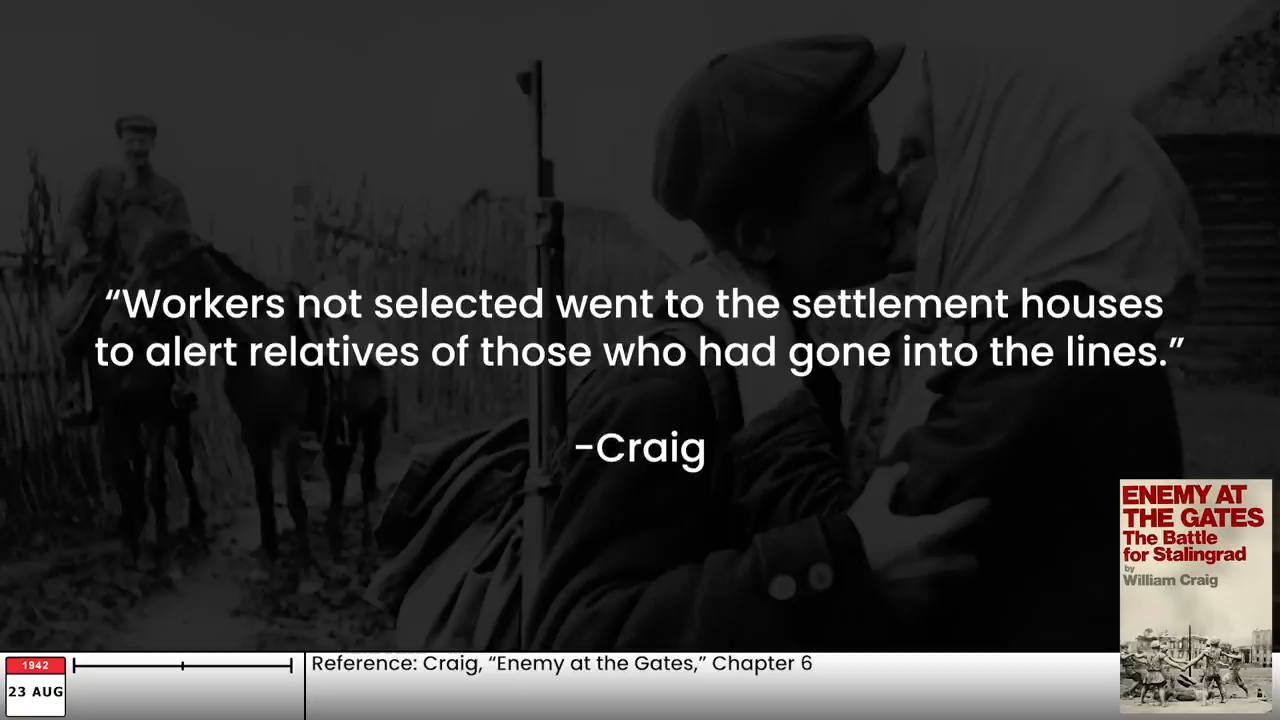 “Workers not selected went to the settlement houses
to alert relatives of those who had gone into the lines.”
-Craig
ENEMY AT
THE GATES
The Battle
for Stalingrad
by
William Craig
1942
23 AUG
Reference: Craig, “Enemy at the Gates,” Chapter 6